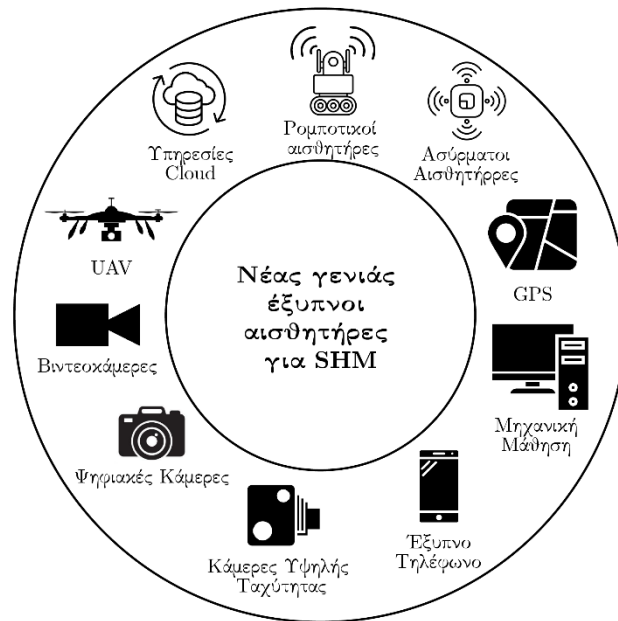 Ρομποτικοί
αισθητήρες
Ασύρματοι
Αισθητήρρες
GPS
Μηχανική
Μάθηση
Έξυπνο
Τηλέφωνο
Κάμερες Υψηλής
Ταχύτητας
Ψηφιακές Κάμερες
Βιντεοκάμερες
UAV
Υπηρεσίες
Cloud
Νέας γενιάς
έξυπνοι
αισθητήρες
για SHM